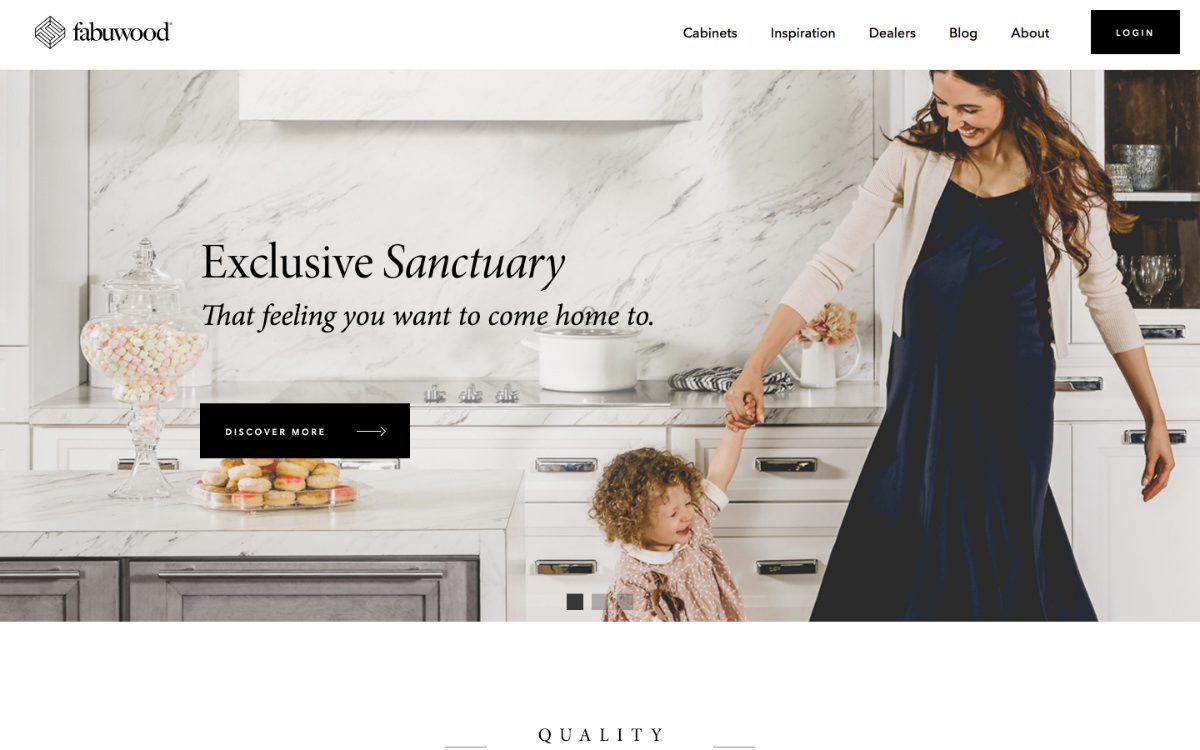 fabuwood
Cabinets
Inspiration
Dealers
Blog
About
LOGIN
Exclusive Sanctuary
That feeling you want to come home to.
DISCOVER MORE
QUALITY